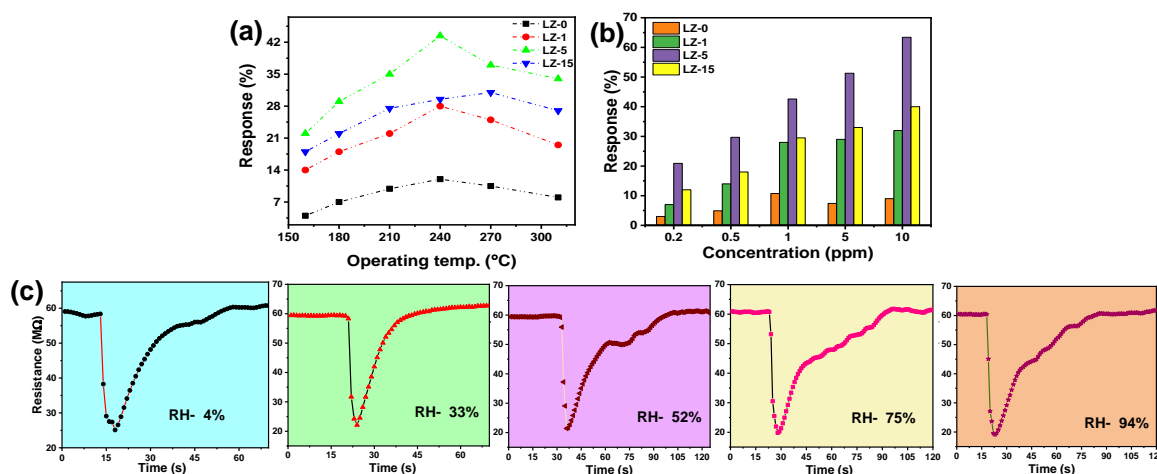 (a)
LZ-0
LZ-1
LZ-5
LZ-15
Response (%)
42
35
28
21
14
7
150 180 210 240 270 300
Operating temp. (°C)
(b)
LZ-0
LZ-1
LZ-5
LZ-15
Response (%)
70
60
50
40
30
20
10
0
0.2 0.5 1 5 10
Concentration (ppm)
(c)
Resistance (MΩ)
70
60
50
40
30
20
0 15 30 45 60
Time (s)
RH- 4%
70
60
50
40
30
0 15 30 45 60
Time (s)
RH- 33%
70
60
50
40
30
20
0 15 30 45 60 75 90 105 120
Time (s)
RH- 52%
70
60
50
40
30
20
0 15 30 45 60 75 90 105 120
Time (s)
RH- 75%
70
60
50
40
30
20
0 15 30 45 60 75 90 105 120
Time (s)
RH- 94%